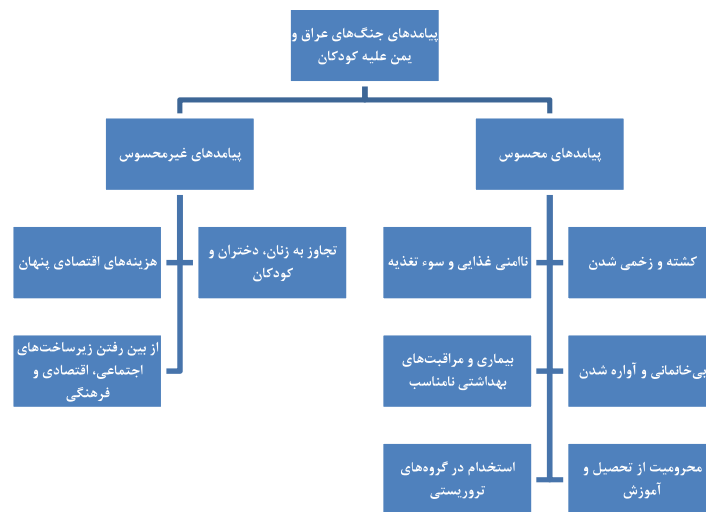 پیامدهای جنگ‌های عراق و
یمن علیه کودکان
پیامدهای محسوس
پیامدهای غیرمحسوس
کشته و زخمی شدن
ناامنی غذایی و سوء تغذیه
بی‌خانمانی و آواره شدن
بیماری و مراقبت‌های
بهداشتی نامناسب
محرومیت از تحصیل و
آموزش
استخدام در گروه‌های
تروریستی
تجاوز به زنان، دختران و
کودکان
هزینه‌های اقتصادی پنهان
از بین رفتن زیرساخت‌های
اجتماعی، اقتصادی و
فرهنگی